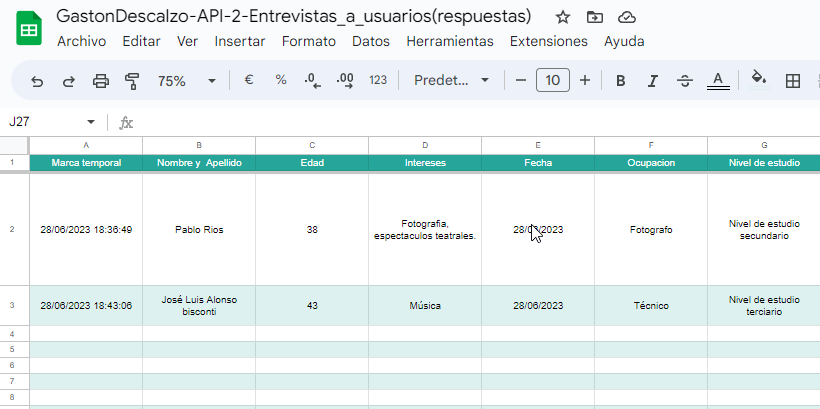 GastonDescalzo-API-2-Entrevistas_a_usuarios(respuestas)
Archivo Editar Ver Insertar Formato Datos Herramientas Extensiones Ayuda
75% € % .0 .00 123 Predet... 10 B I S A
J27 fx
A B C D E F G
1 Marca temporal Nombre y Apellido Edad Intereses Fecha Ocupacion Nivel de estudio
2 28/06/2023 18:36:49 Pablo Rios 38 Fotografia, espectaculos teatrales. Fotografo Nivel de estudio secundario
3 28/06/2023 18:43:06 José Luis Alonso bisconti 43 Música 28/06/2023 Técnico Nivel de estudio terciario
4
5
6
7
8